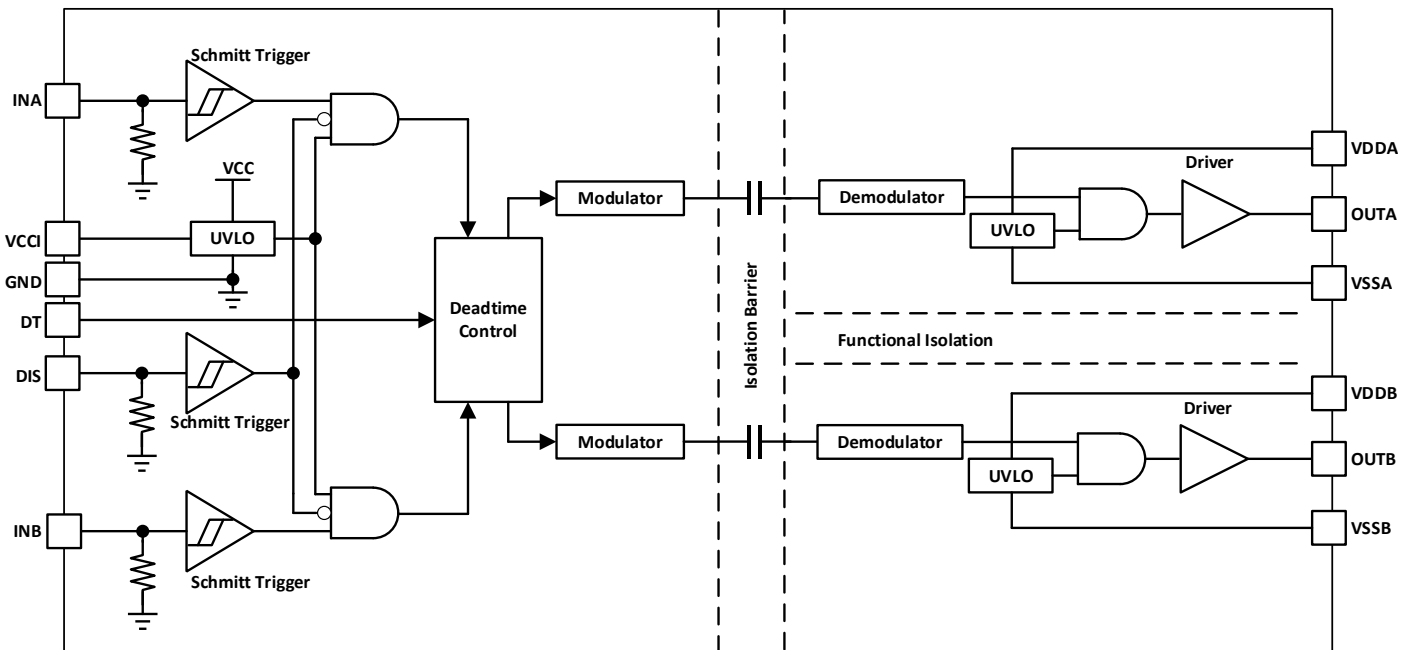 Schmitt Trigger
INA
VCC
VCCI
UVLO
GND
DT
DIS
Schmitt Trigger
INB
Schmitt Trigger
Deadtime
Control
Modulator
Modulator
Isolation Barrier
Demodulator
UVLO
Driver
VDDA
OUTA
VSSA
Functional Isolation
Demodulator
UVLO
Driver
VDDB
OUTB
VSSB